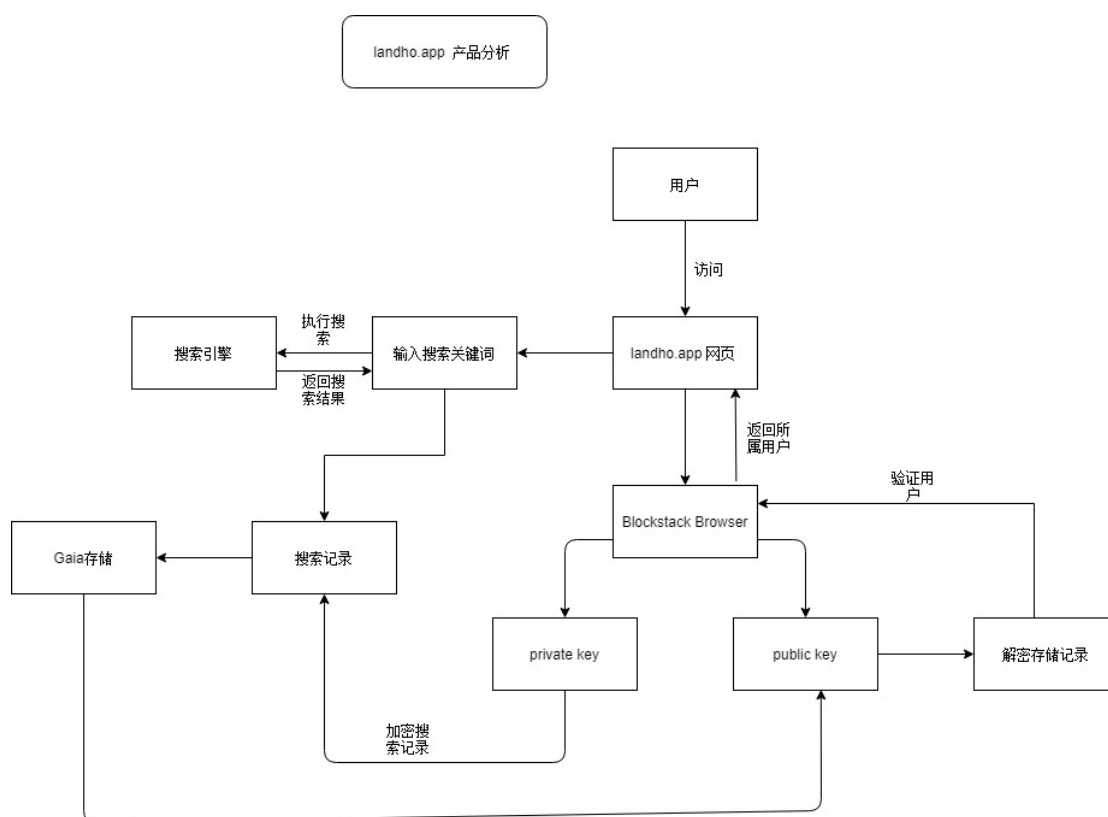 landho.app 产品分析
用户
访问
执行搜
索
搜索引擎
输入搜索关键词
landho.app 网页
返回搜
索结果
返回所
属用户
验证用
户
Blockstack Browser
Gaia存储
搜索记录
private key
public key
解密存储记录
加密搜
索记录